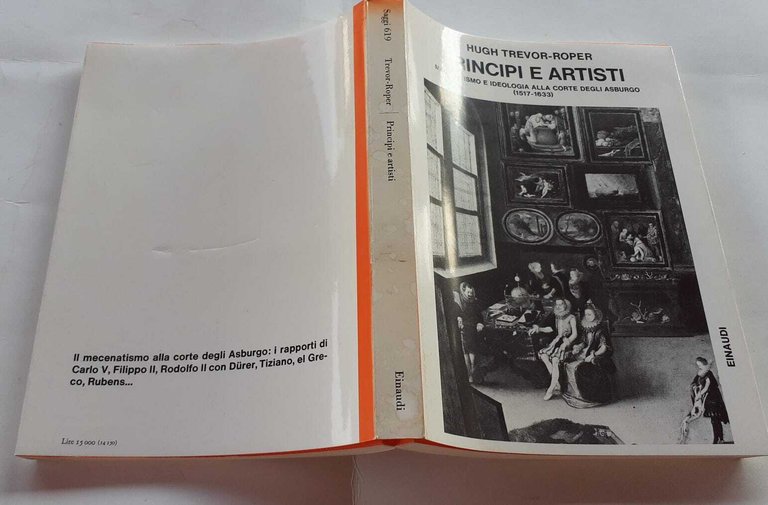 Il mecenatismo alla corte degli Asburgo: i rapporti di
Carlo V, Filippo II, Rodolfo II con Dürer, Tiziano, el Gre-
co, Rubens...
Lire 15 000 (14 150)
Saggi 619
Trevor-Roper
Principi e artisti
Einaudi
HUGH TREVOR-ROPER
RINCIPI E ARTISTI
ISMO E IDEOLOGIA ALLA CORTE DEGLI ASBURGO
(1517-1633)
EINAUDI